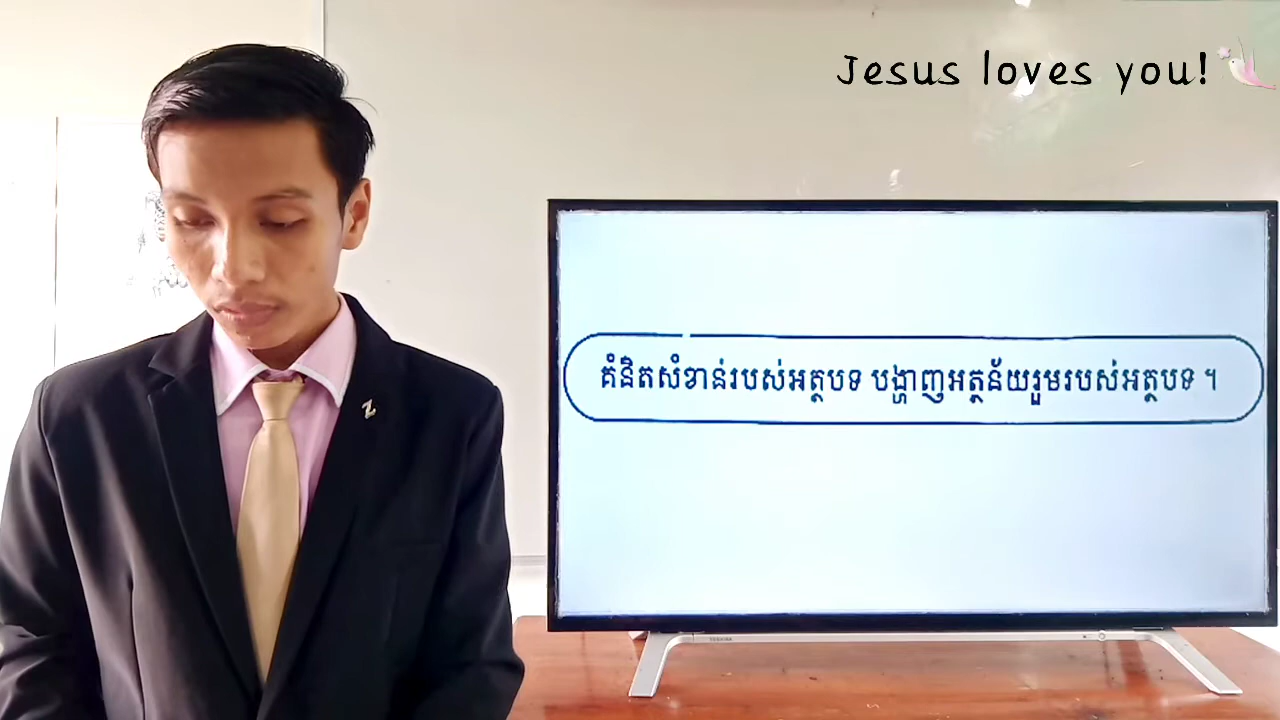 Jesus loves you!
គំនិតសំខាន់របស់អត្ថបទ បង្ហាញអត្ថន័យរួមរបស់អត្ថបទ ។
TOSHIBA